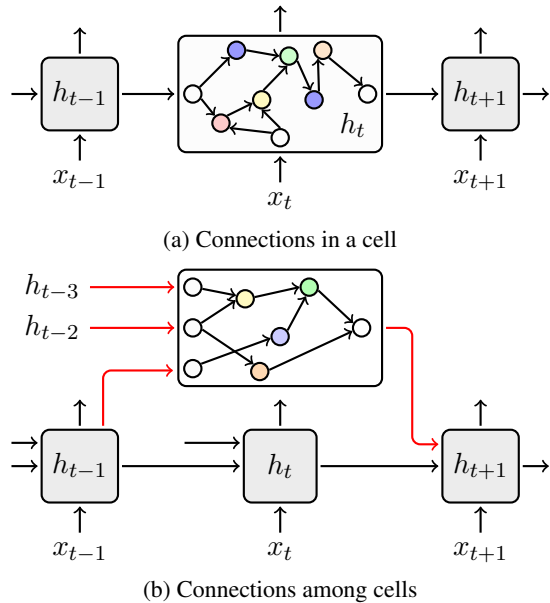 h_{t−1} h_t h_{t+1}
x_{t−1} x_t x_{t+1}
(a) Connections in a cell
h_{t−3}
h_{t−2}
h_{t−1} h_t h_{t+1}
x_{t−1} x_t x_{t+1}
(b) Connections among cells